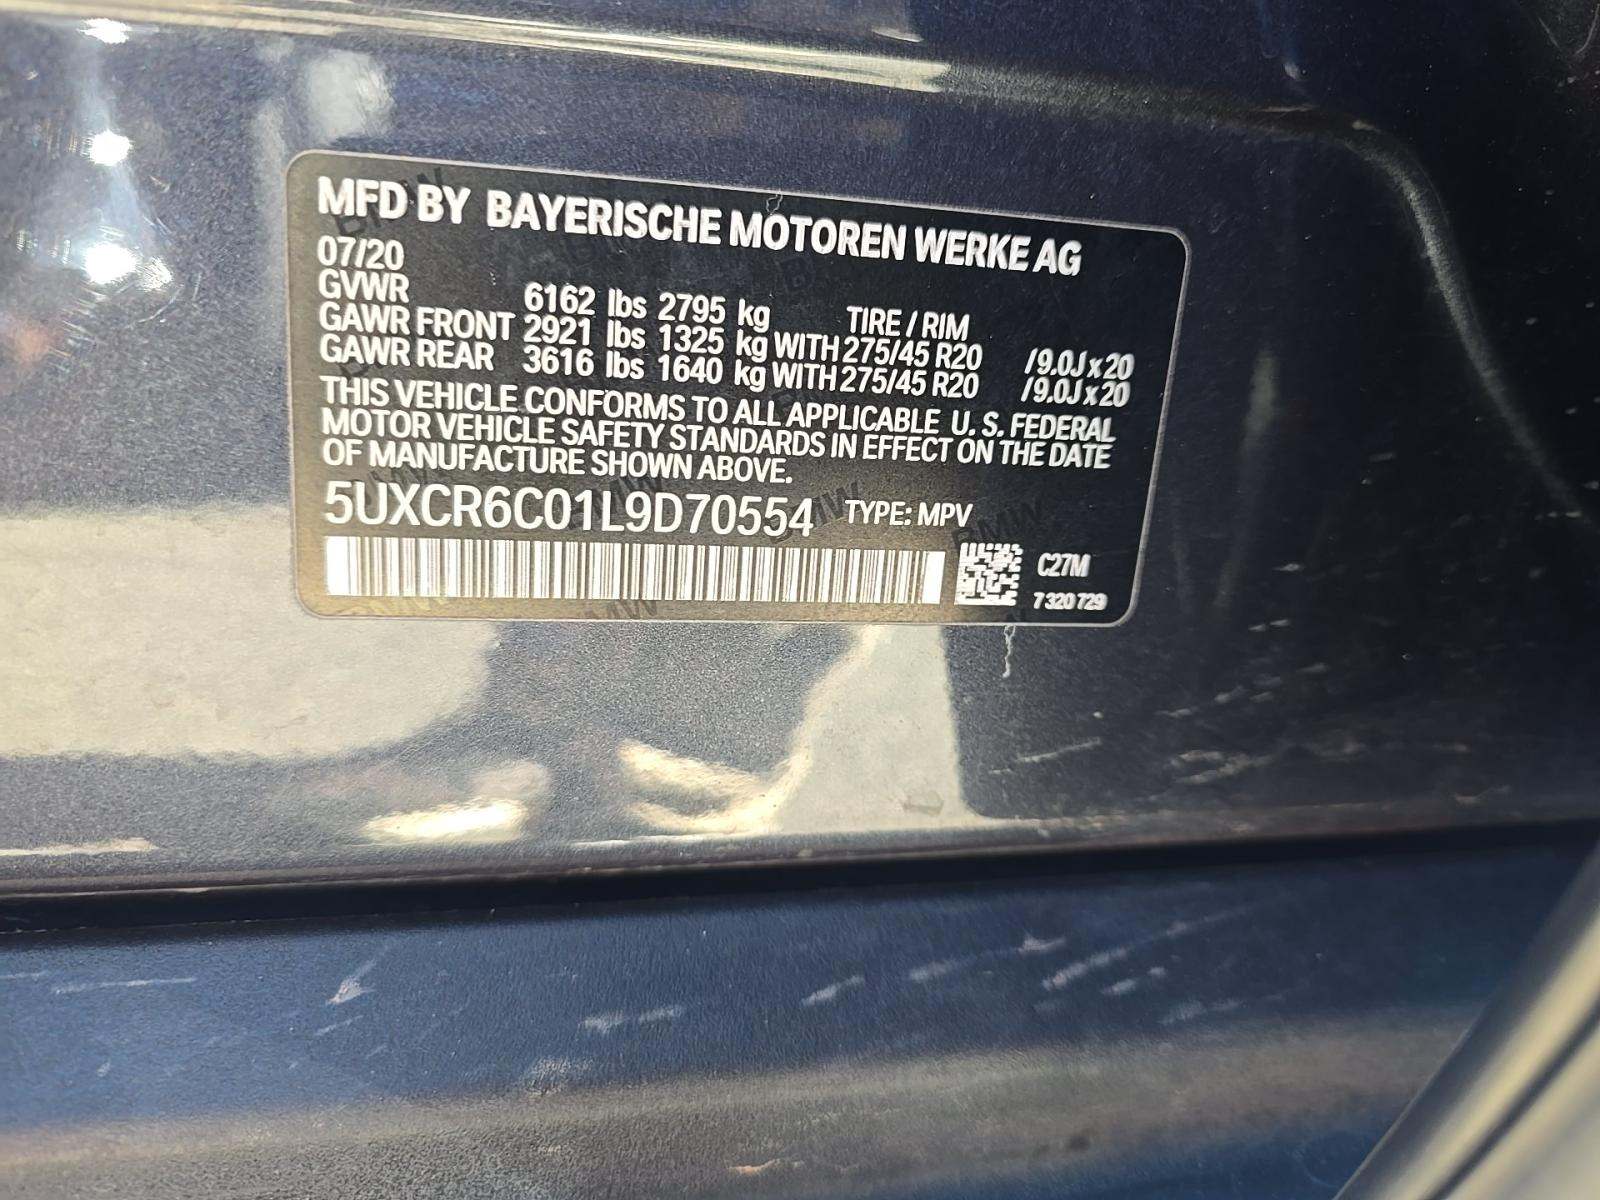 MFD BY BAYERISCHE MOTOREN WERKE AG
07/20
GVWR 6162 lbs 2795 kg TIRE / RIM
GAWR FRONT 2921 lbs 1325 kg WITH 275/45 R20 /9.0J x 20
GAWR REAR 3616 lbs 1640 kg WITH 275/45 R20 /9.0J x 20
THIS VEHICLE CONFORMS TO ALL APPLICABLE U. S. FEDERAL
MOTOR VEHICLE SAFETY STANDARDS IN EFFECT ON THE DATE
OF MANUFACTURE SHOWN ABOVE.
5UXCR6C01L9D70554 TYPE: MPV
C27M
7 320 729